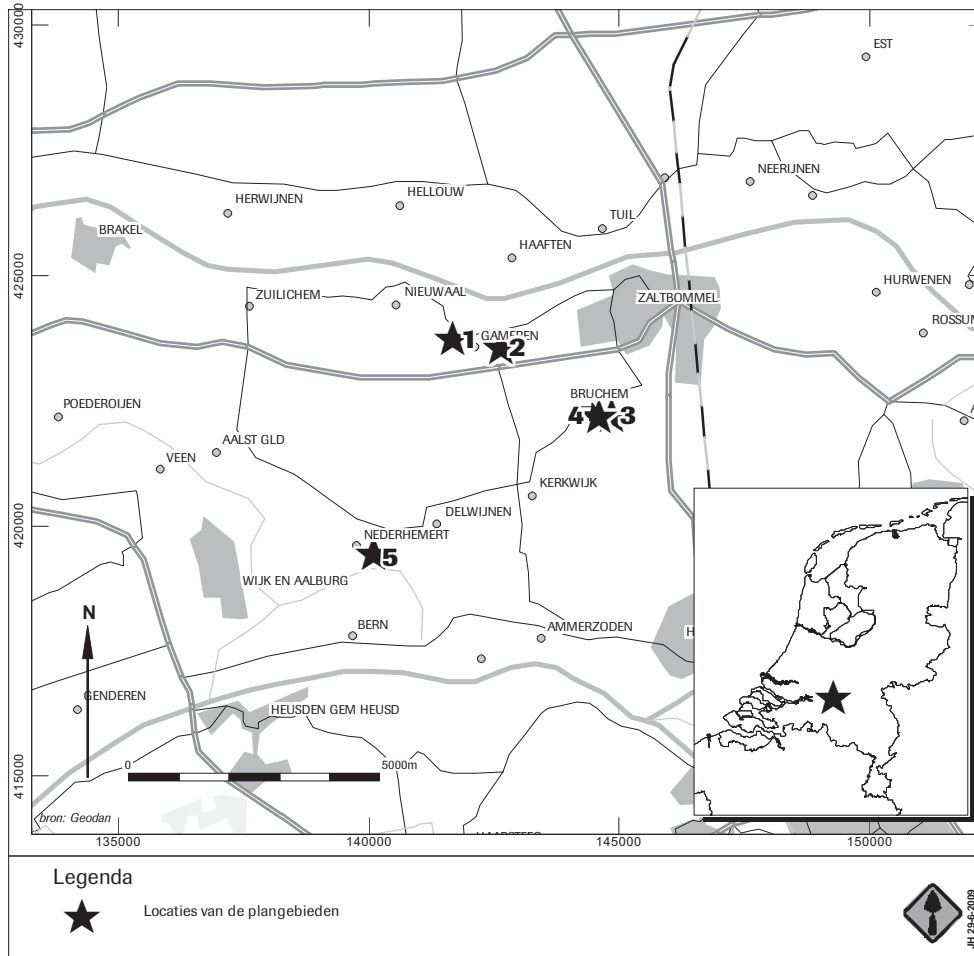 430000
EST
NEERIJNEN
HELLOUW
HERWIJNEN
TUIL
BRAKEL
HAAFTEN
425000
HURWENEN
ZUILICHEM
NIEUWAAL
ZALTBOMMEL
ROSSUM
1
GAMEREN
2
BRUCHEM
POEDEROIJEN
4
3
AALST GLD
VEEN
KERKWIJK
DELWIJNEN
420000
NEDERHEMERT
5
WIJK EN AALBURG
N
BERN
AMMERZODEN
H
GENDEREN
HEUSDEN GEM HEUSD
0
5000m
415000
bron: Geodan
HAARSTEEG
135000
140000
145000
150000
Legenda
Locaties van de plangebieden
JH 29-6-2009